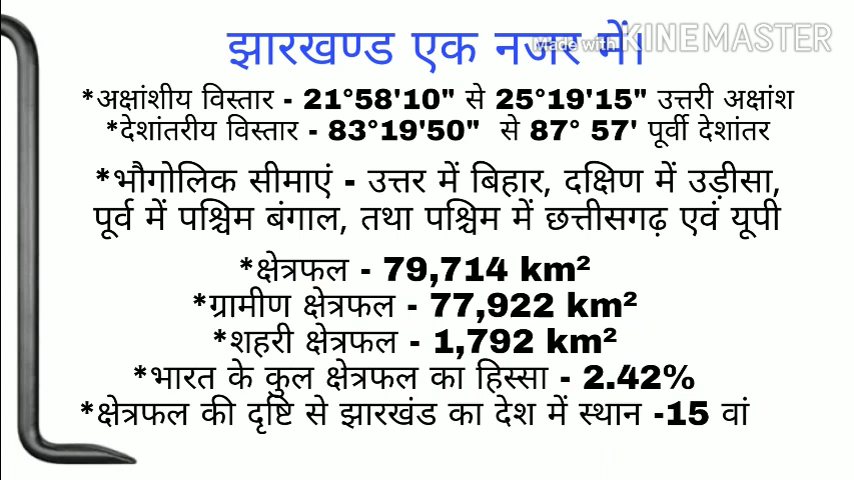 झारखण्ड एक नजर में।
Made with KINEMASTER
*अक्षांशीय विस्तार - 21°58'10" से 25°19'15" उत्तरी अक्षांश
*देशांतरीय विस्तार - 83°19'50" से 87° 57' पूर्वी देशांतर
*भौगोलिक सीमाएं - उत्तर में बिहार, दक्षिण में उड़ीसा,
पूर्व में पश्चिम बंगाल, तथा पश्चिम में छत्तीसगढ़ एवं यूपी
*क्षेत्रफल - 79,714 km²
*ग्रामीण क्षेत्रफल - 77,922 km²
*शहरी क्षेत्रफल - 1,792 km²
*भारत के कुल क्षेत्रफल का हिस्सा - 2.42%
*क्षेत्रफल की दृष्टि से झारखंड का देश में स्थान -15 वां